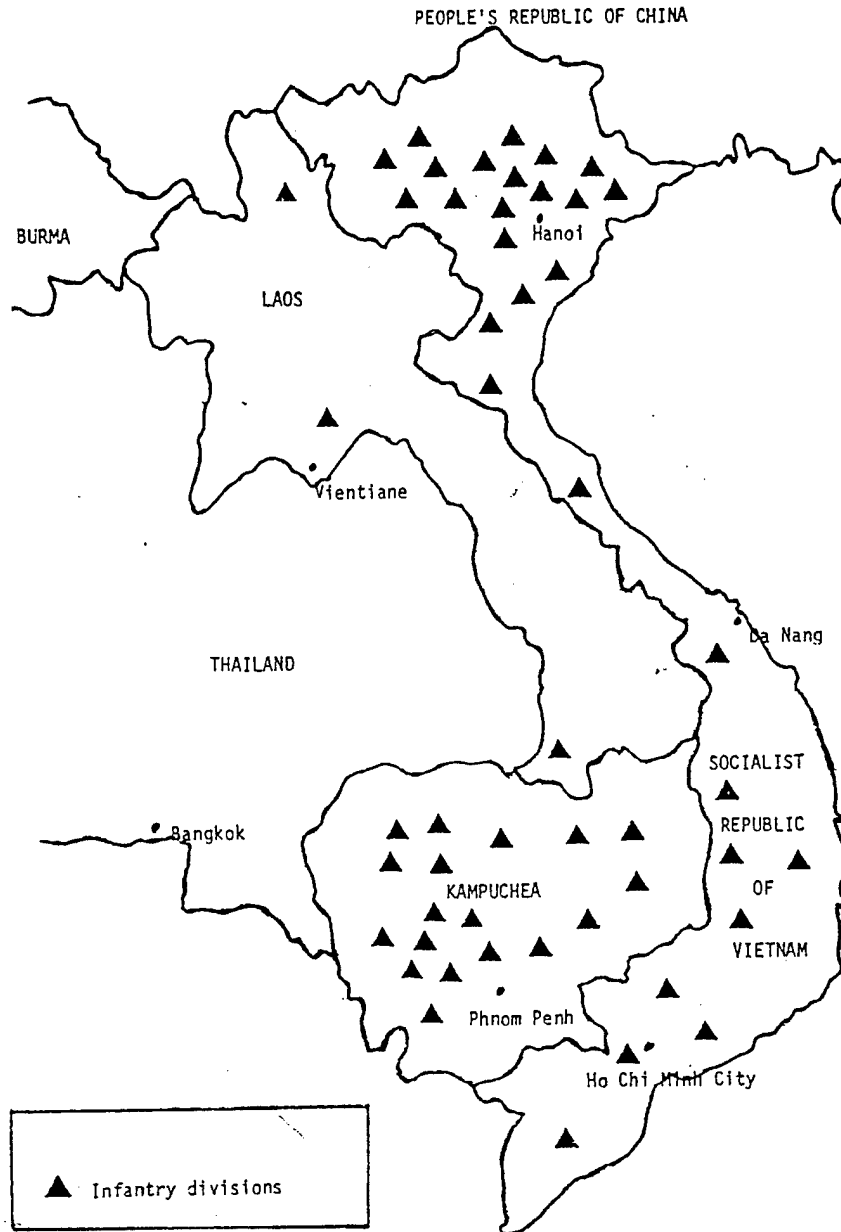 PEOPLE'S REPUBLIC OF CHINA
BURMA
Hanoi
LAOS
Vientiane
Da Nang
THAILAND
SOCIALIST
REPUBLIC
OF
VIETNAM
Bangkok
KAMPUCHEA
Phnom Penh
Ho Chi Minh City
Infantry divisions